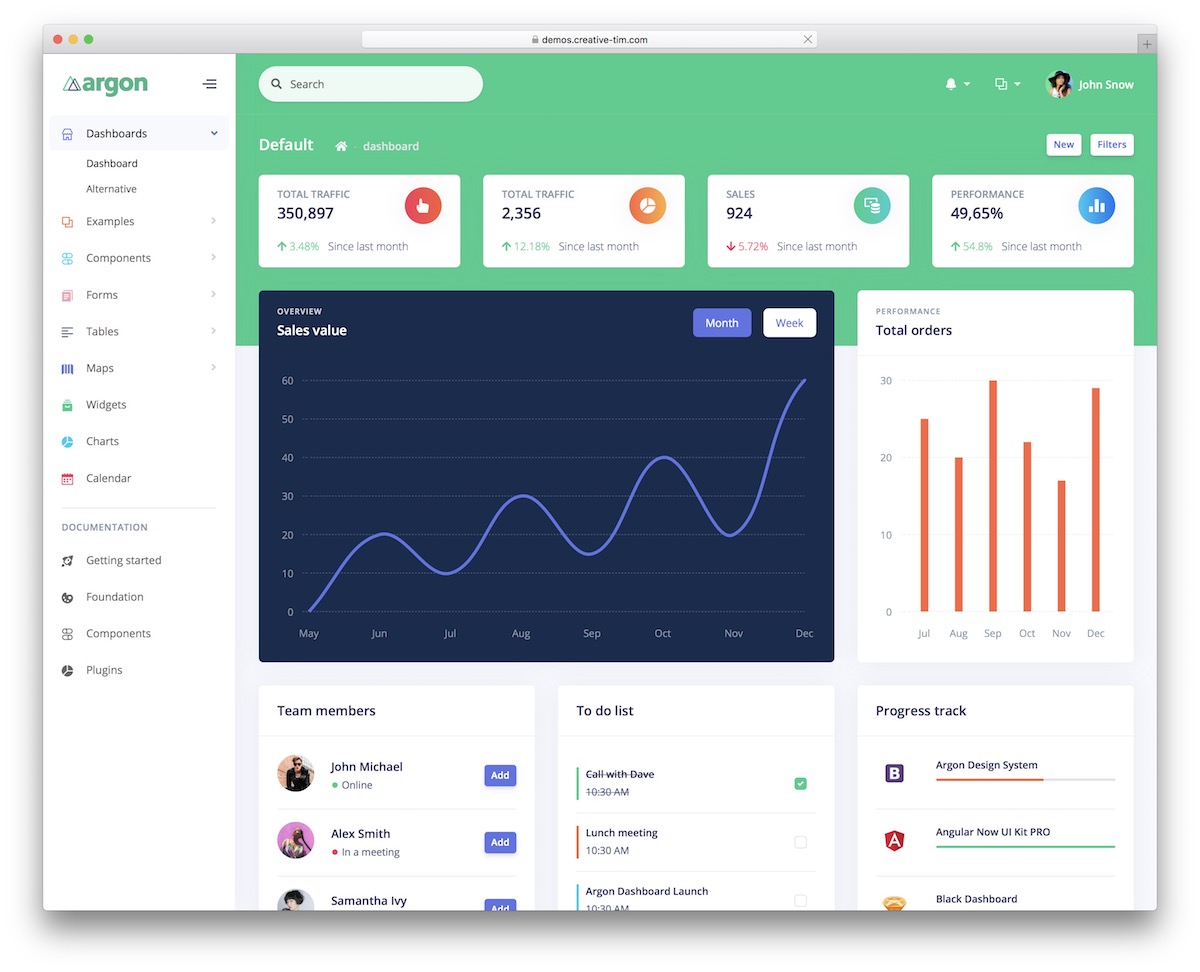 demos.creative-tim.com
argon
Search
John Snow
Dashboards
Dashboard
Alternative
Examples
Components
Forms
Tables
Maps
Widgets
Charts
Calendar
DOCUMENTATION
Getting started
Foundation
Components
Plugins
Default
dashboard
New
Filters
TOTAL TRAFFIC
350,897
3.48% Since last month
TOTAL TRAFFIC
2,356
12.18% Since last month
SALES
924
5.72% Since last month
PERFORMANCE
49,65%
54.8% Since last month
OVERVIEW
Sales value
Month
Week
60
50
40
30
20
10
0
May Jun Jul Aug Sep Oct Nov Dec
PERFORMANCE
Total orders
30
20
10
0
Jul Aug Sep Oct Nov Dec
Team members
John Michael
Online
Add
Alex Smith
In a meeting
Add
Samantha Ivy
Add
To do list
Call with Dave
10:30 AM
Lunch meeting
10:30 AM
Argon Dashboard Launch
10:30 AM
Progress track
B
Argon Design System
A
Angular Now UI Kit PRO
Black Dashboard